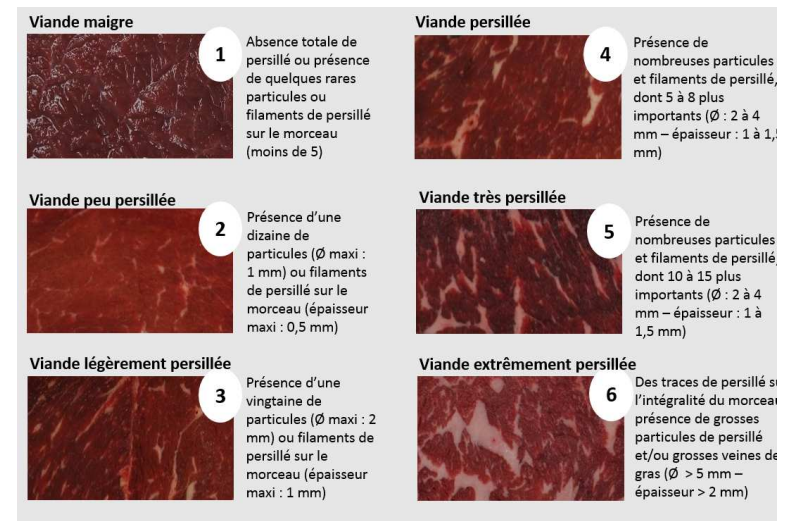 Viande maigre
1
Absence totale de
persillé ou présence
de quelques rares
particules ou
filaments de persillé
sur le morceau
(moins de 5)
Viande peu persillée
2
Présence d’une
dizaine de
particules (Ø maxi :
1 mm) ou filaments
de persillé sur le
morceau (épaisseur
maxi : 0,5 mm)
Viande légèrement persillée
3
Présence d’une
vingtaine de
particules (Ø maxi : 2
mm) ou filaments de
persillé sur le
morceau (épaisseur
maxi : 1 mm)
Viande persillée
4
Présence de
nombreuses particules
et filaments de persillé,
dont 5 à 8 plus
importants (Ø : 2 à 4
mm – épaisseur : 1 à 1,5
mm)
Viande très persillée
5
Présence de
nombreuses particules
et filaments de persillé,
dont 10 à 15 plus
importants (Ø : 2 à 4
mm – épaisseur : 1 à
1,5 mm)
Viande extrêmement persillée
6
Des traces de persillé su
l’intégralité du morceau
présence de grosses
particules de persillé
et/ou grosses veines de
gras (Ø > 5 mm –
épaisseur > 2 mm)